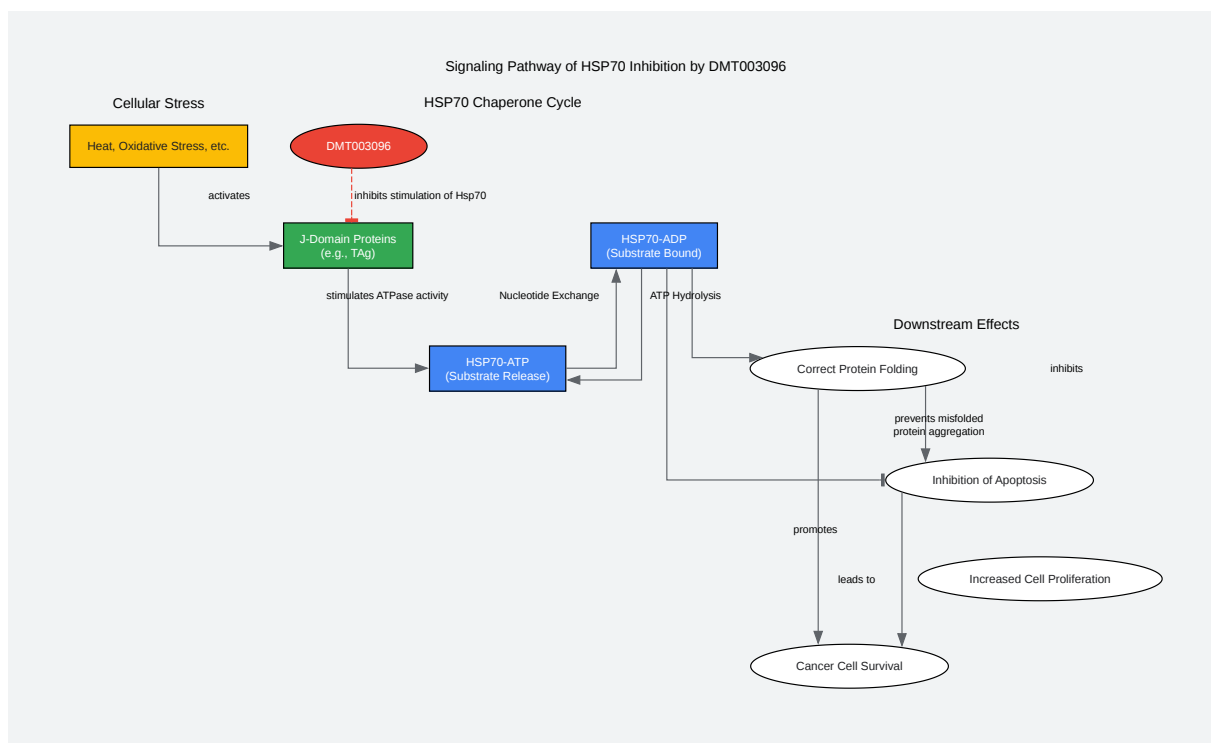 Signaling Pathway of HSP70 Inhibition by DMT003096
Cellular Stress
HSP70 Chaperone Cycle
Heat, Oxidative Stress, etc.
DMT003096
activates
inhibits stimulation of Hsp70
J-Domain Proteins
(e.g., TAg)
HSP70-ADP
(Substrate Bound)
stimulates ATPase activity
Nucleotide Exchange
ATP Hydrolysis
Downstream Effects
HSP70-ATP
(Substrate Release)
Correct Protein Folding
inhibits
prevents misfolded
protein aggregation
Inhibition of Apoptosis
promotes
leads to
Increased Cell Proliferation
Cancer Cell Survival